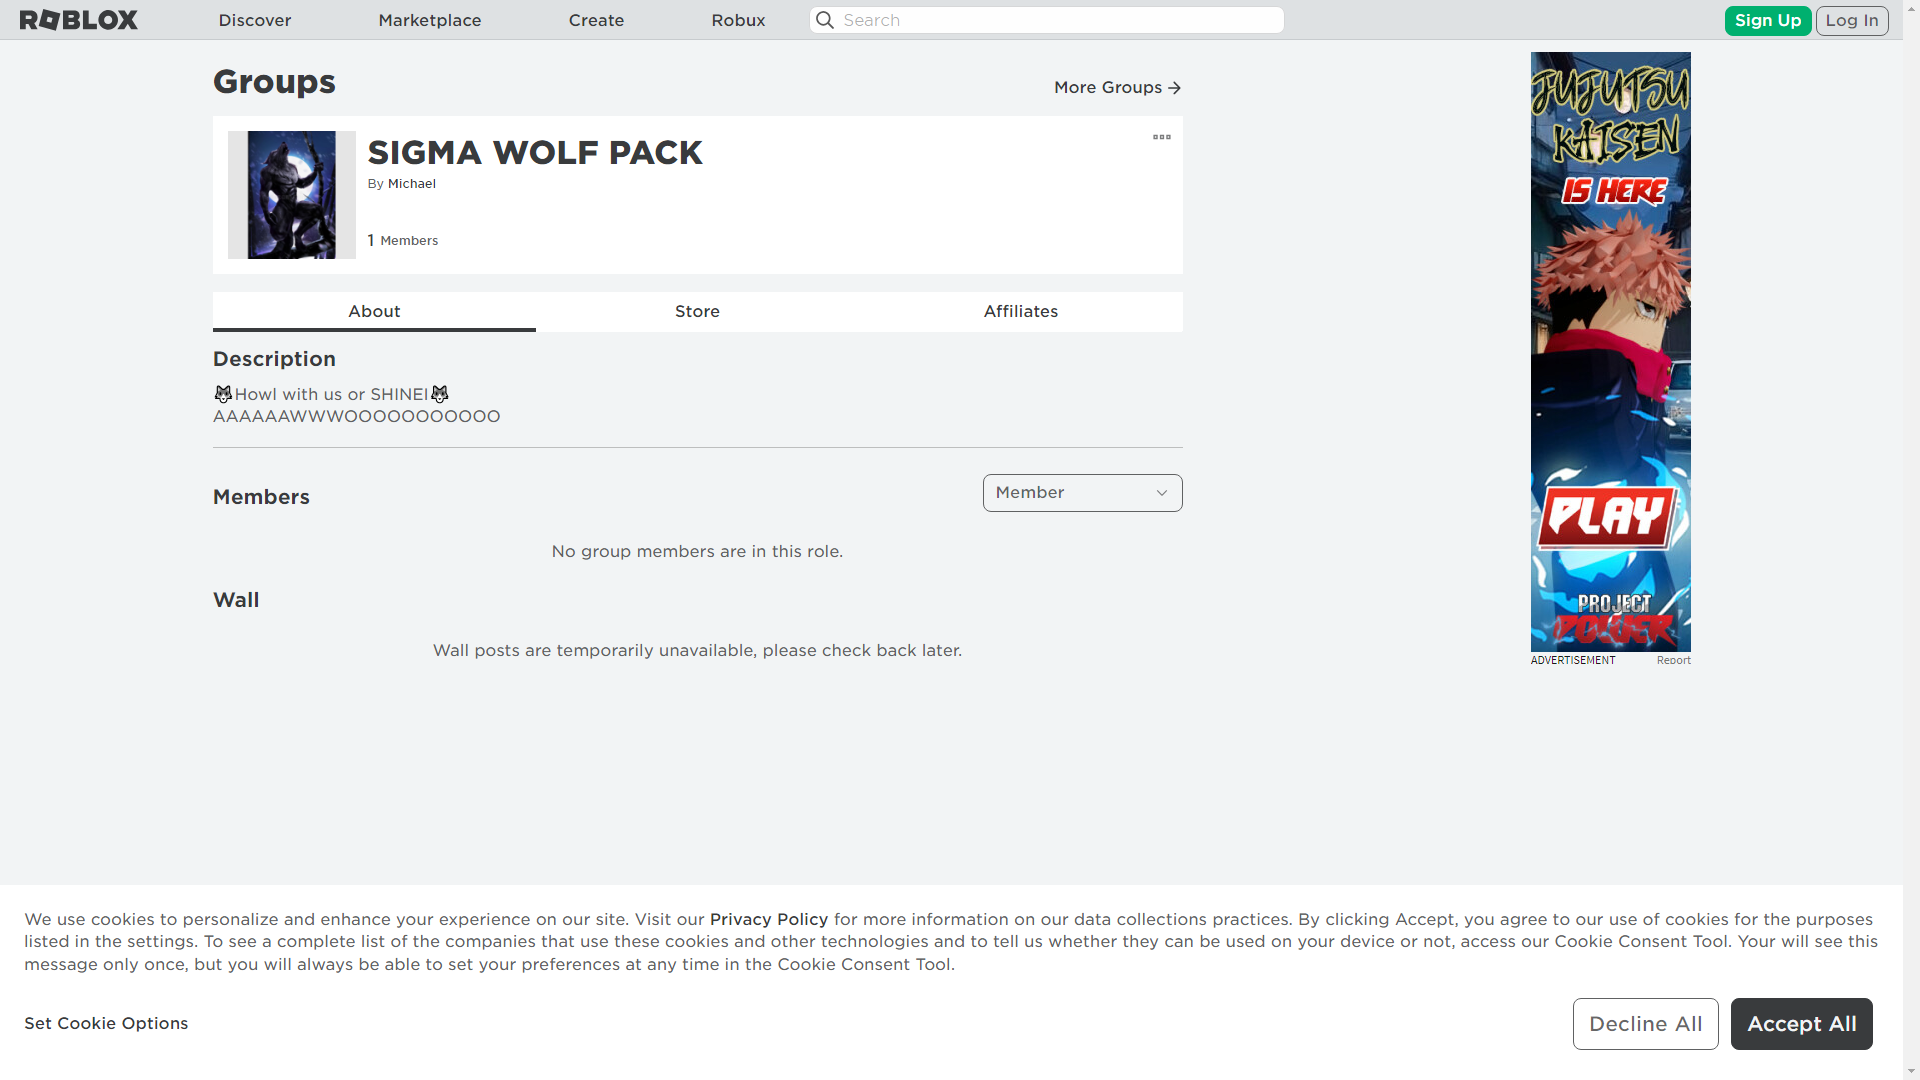 ROBLOX
Discover
Marketplace
Create
Robux
Search
Sign Up
Log In
Groups
More Groups
SIGMA WOLF PACK
By Michael
1 Members
About
Store
Affiliates
Description
🐺Howl with us or SHINE!🐺
AAAAAAWWWOOOOOOOOOOO
Members
Member
No group members are in this role.
Wall
Wall posts are temporarily unavailable, please check back later.
JUJUTSU
KAISEN
IS HERE
PLAY
PROJECT
POWER
ADVERTISEMENT
Report
We use cookies to personalize and enhance your experience on our site. Visit our Privacy Policy for more information on our data collections practices. By clicking Accept, you agree to our use of cookies for the purposes
listed in the settings. To see a complete list of the companies that use these cookies and other technologies and to tell us whether they can be used on your device or not, access our Cookie Consent Tool. Your will see this
message only once, but you will always be able to set your preferences at any time in the Cookie Consent Tool.
Set Cookie Options
Decline All
Accept All